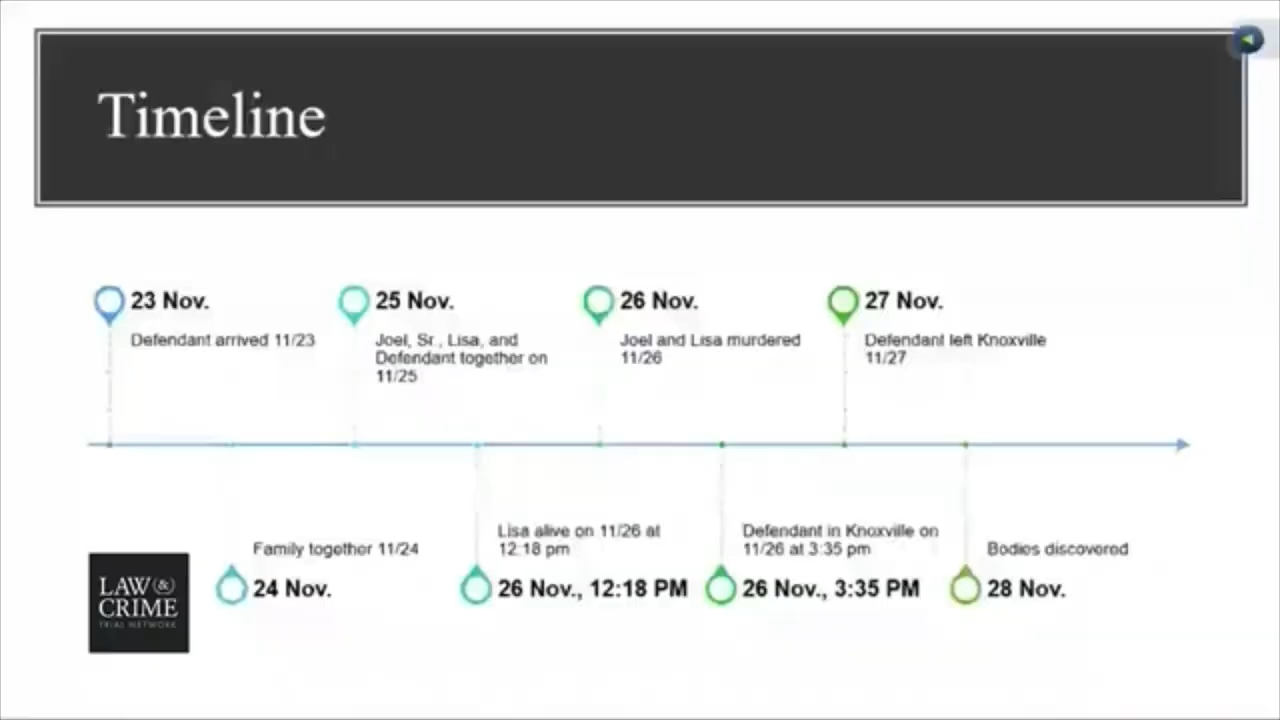 Timeline
23 Nov.
Defendant arrived 11/23
25 Nov.
Joel, Sr., Lisa, and
Defendant together on
11/25
26 Nov.
Joel and Lisa murdered
11/26
27 Nov.
Defendant left Knoxville
11/27
Family together 11/24
24 Nov.
Lisa alive on 11/26 at
12:18 pm
26 Nov., 12:18 PM
Defendant in Knoxville on
11/26 at 3:35 pm
26 Nov., 3:35 PM
Bodies discovered
28 Nov.
LAW &
CRIME
TRIAL NETWORK